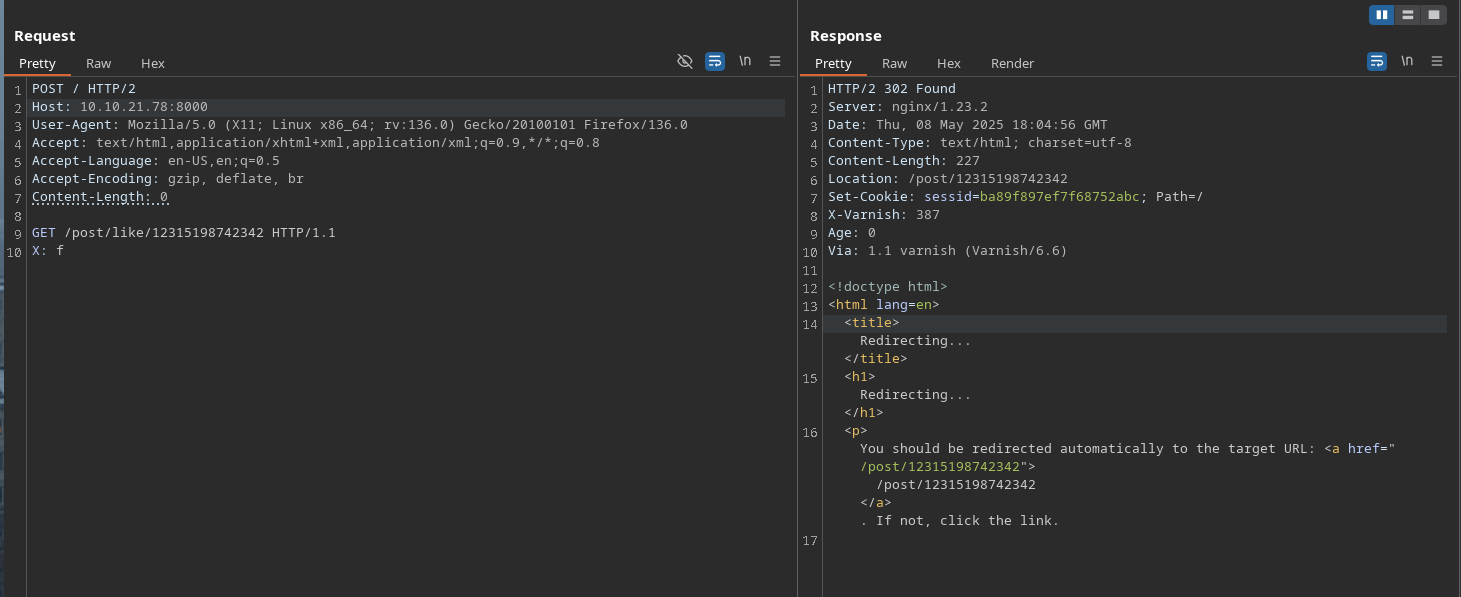 Request
Pretty Raw Hex
\n
1 POST / HTTP/2
2 Host: 10.10.21.78:8000
3 User-Agent: Mozilla/5.0 (X11; Linux x86_64; rv:136.0) Gecko/20100101 Firefox/136.0
4 Accept: text/html,application/xhtml+xml,application/xml;q=0.9,*/*;q=0.8
5 Accept-Language: en-US,en;q=0.5
6 Accept-Encoding: gzip, deflate, br
7 Content-Length: 0
8
9 GET /post/like/12315198742342 HTTP/1.1
10 X: f
Response
Pretty Raw Hex Render
\n
1 HTTP/2 302 Found
2 Server: nginx/1.23.2
3 Date: Thu, 08 May 2025 18:04:56 GMT
4 Content-Type: text/html; charset=utf-8
5 Content-Length: 227
6 Location: /post/12315198742342
7 Set-Cookie: sessid=ba89f897ef7f68752abc; Path=/
8 X-Varnish: 387
9 Age: 0
10 Via: 1.1 varnish (Varnish/6.6)
11
12 <!doctype html>
13 <html lang=en>
14 <title>
Redirecting...
</title>
15 <h1>
Redirecting...
</h1>
16 <p>
You should be redirected automatically to the target URL: <a href="
/post/12315198742342">
/post/12315198742342
</a>
. If not, click the link.
17